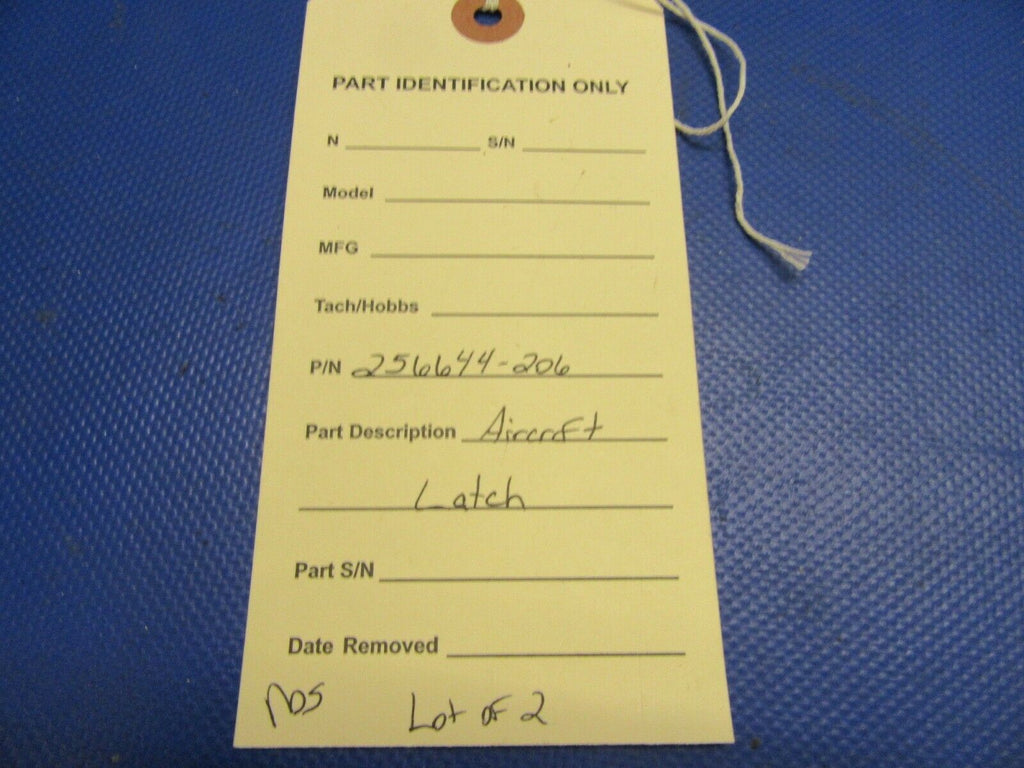 PART IDENTIFICATION ONLY
N S/N
Model
MFG
Tach/Hobbs
P/N 256644-206
Part Description Aircrft
Latch
Part S/N
Date Removed
NOS Lot of 2